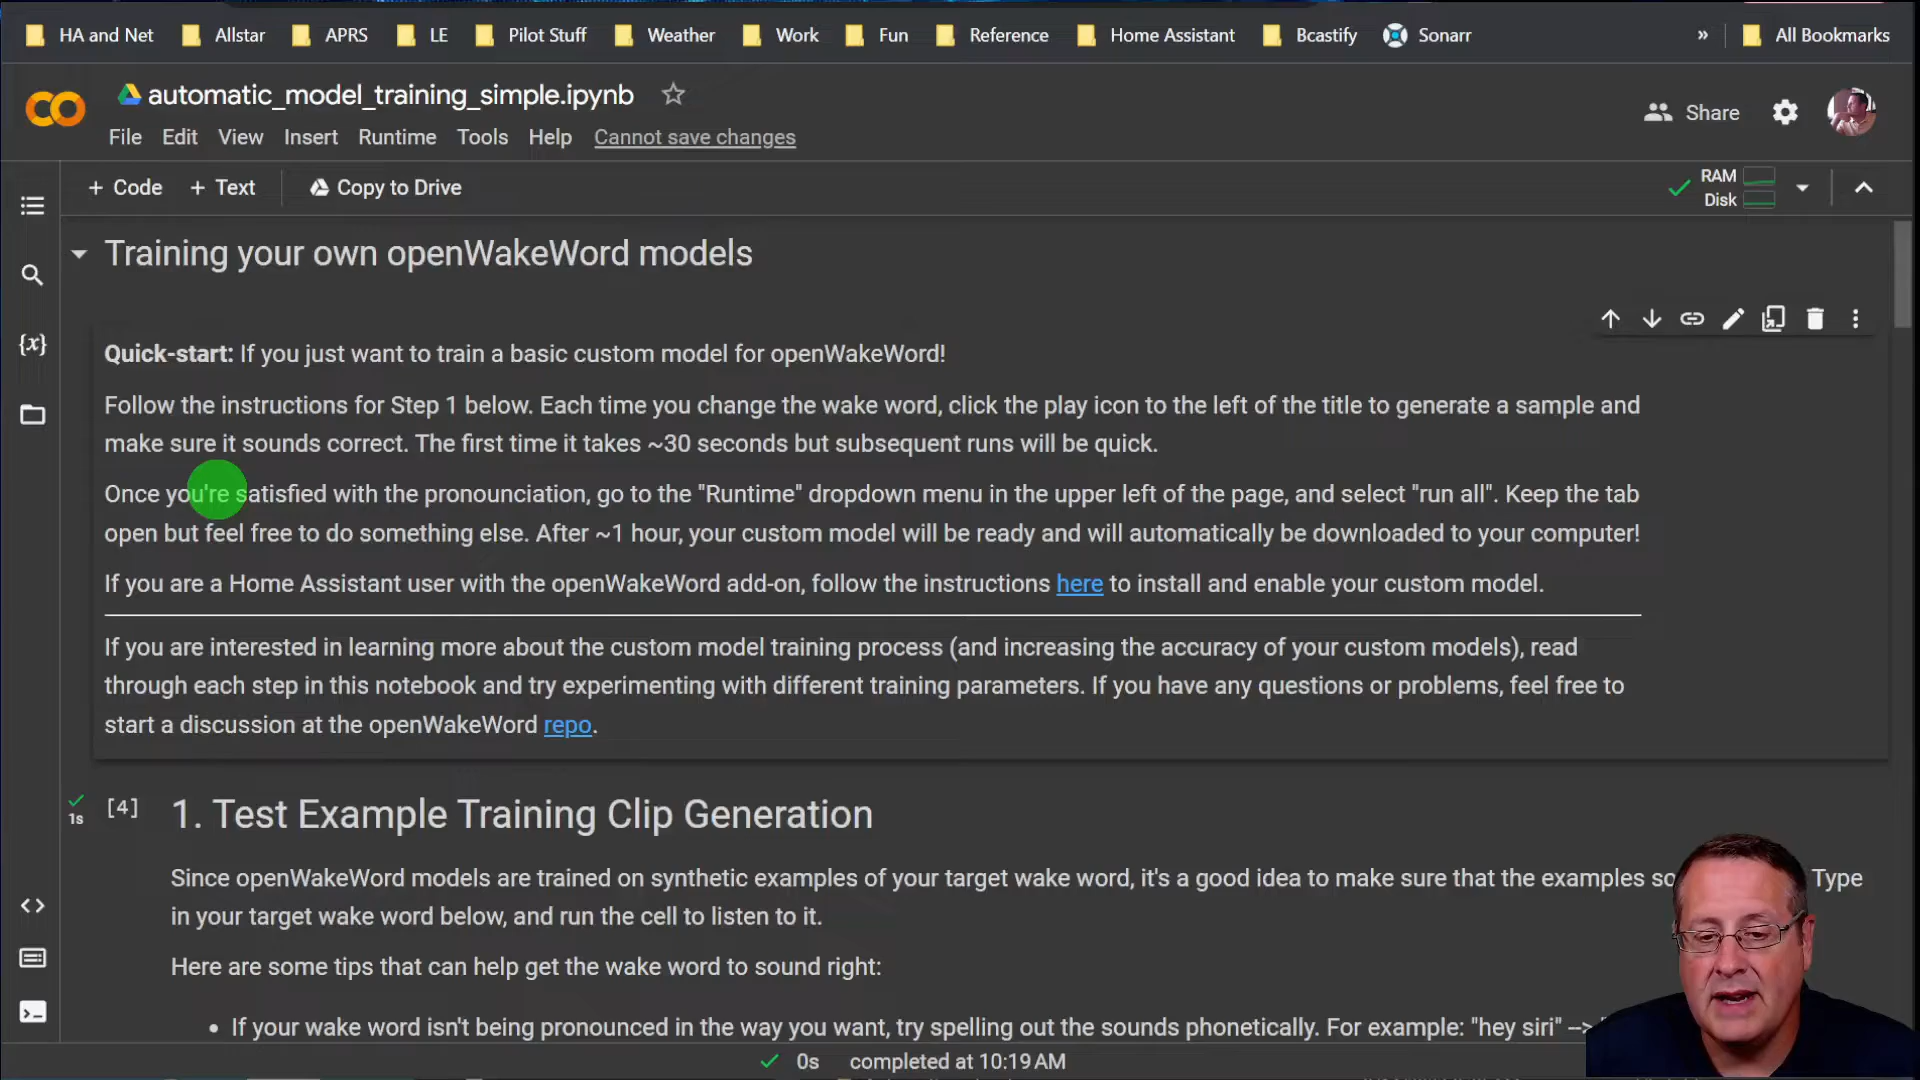 HA and Net Allstar APRS LE Pilot Stuff Weather Work Fun Reference Home Assistant Bcastify Sonarr » All Bookmarks
automatic_model_training_simple.ipynb
Share
File Edit View Insert Runtime Tools Help Cannot save changes
+ Code + Text Copy to Drive
RAM
Disk
Training your own openWakeWord models
{x}
Quick-start: If you just want to train a basic custom model for openWakeWord!
Follow the instructions for Step 1 below. Each time you change the wake word, click the play icon to the left of the title to generate a sample and
make sure it sounds correct. The first time it takes ~30 seconds but subsequent runs will be quick.
Once you're satisfied with the pronounciation, go to the "Runtime" dropdown menu in the upper left of the page, and select "run all". Keep the tab
open but feel free to do something else. After ~1 hour, your custom model will be ready and will automatically be downloaded to your computer!
If you are a Home Assistant user with the openWakeWord add-on, follow the instructions here to install and enable your custom model.
If you are interested in learning more about the custom model training process (and increasing the accuracy of your custom models), read
through each step in this notebook and try experimenting with different training parameters. If you have any questions or problems, feel free to
start a discussion at the openWakeWord repo.
1s [4] 1. Test Example Training Clip Generation
Since openWakeWord models are trained on synthetic examples of your target wake word, it's a good idea to make sure that the examples so Type
in your target wake word below, and run the cell to listen to it.
Here are some tips that can help get the wake word to sound right:
• If your wake word isn't being pronounced in the way you want, try spelling out the sounds phonetically. For example: "hey siri" -->
0s completed at 10:19 AM